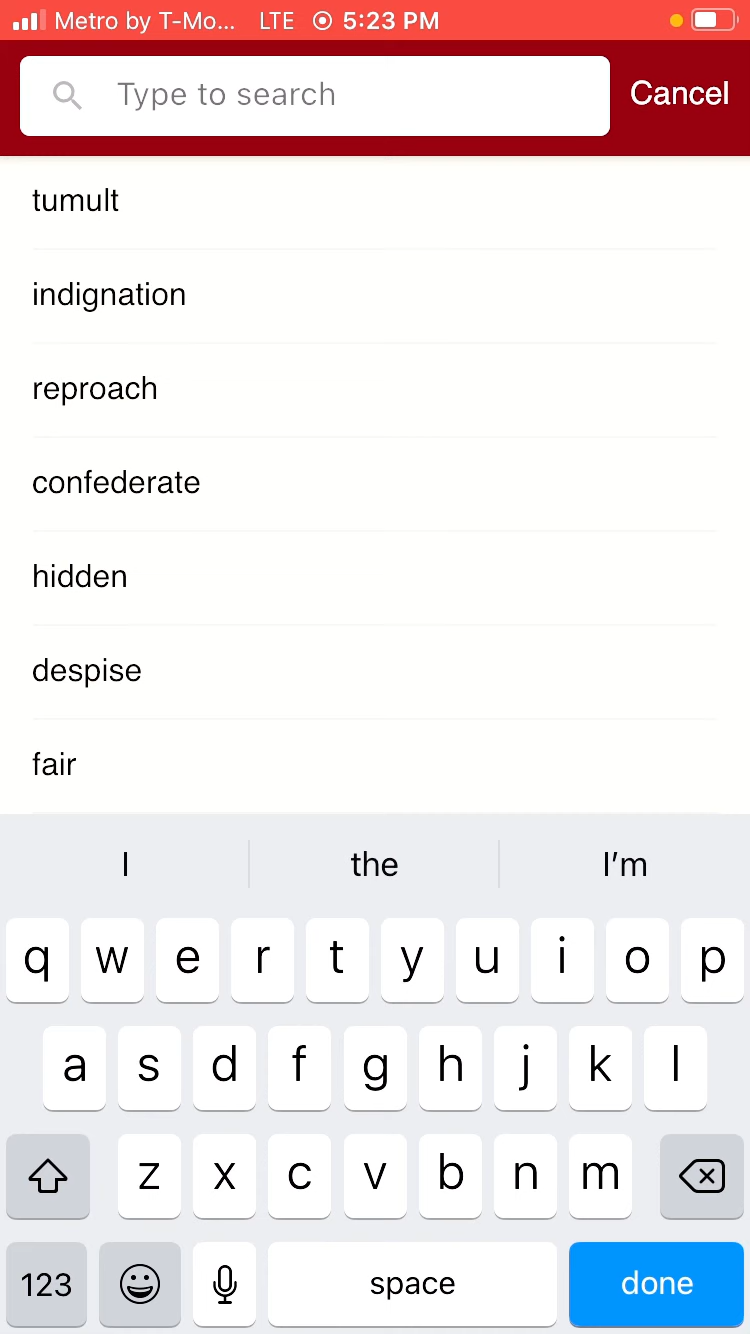 Metro by T-Mo... LTE 5:23 PM
Type to search Cancel
tumult
indignation
reproach
confederate
hidden
despise
fair
I the I'm
q w e r t y u i o p
a s d f g h j k l
z x c v b n m
123 space done